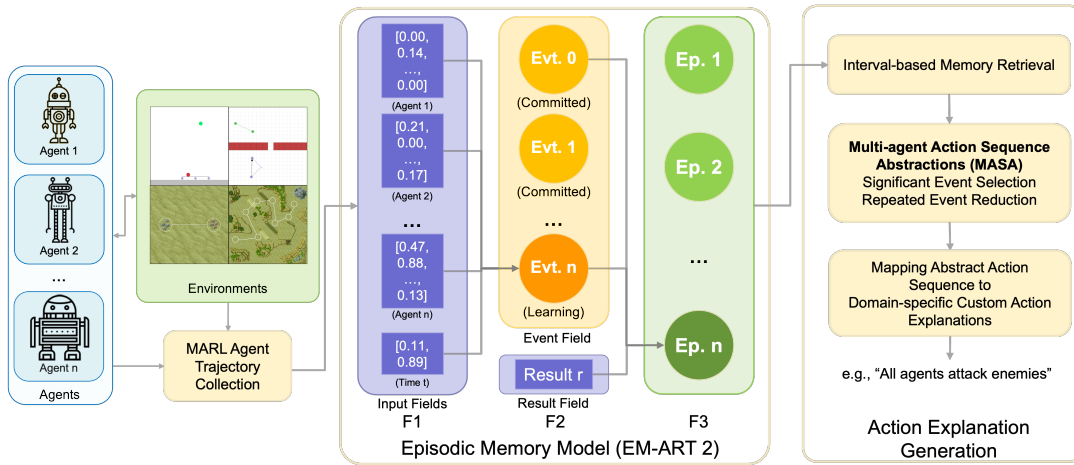 Agent 1
Agent 2
...
Agent n
Agents
Environments
MARL Agent
Trajectory
Collection
[0.00,
0.14,
...,
0.00]
(Agent 1)
[0.21,
0.00,
...,
0.17]
(Agent 2)
...
[0.47,
0.88,
...,
0.13]
(Agent n)
[0.11,
0.89]
(Time t)
Input Fields
F1
Evt. 0
(Committed)
Evt. 1
(Committed)
...
Evt. n
(Learning)
Event Field
Result r
Result Field
F2
Ep. 1
Ep. 2
...
Ep. n
F3
Episodic Memory Model (EM-ART 2)
Interval-based Memory Retrieval
Multi-agent Action Sequence
Abstractions (MASA)
Significant Event Selection
Repeated Event Reduction
Mapping Abstract Action
Sequence to
Domain-specific Custom Action
Explanations
e.g., “All agents attack enemies”
Action Explanation
Generation